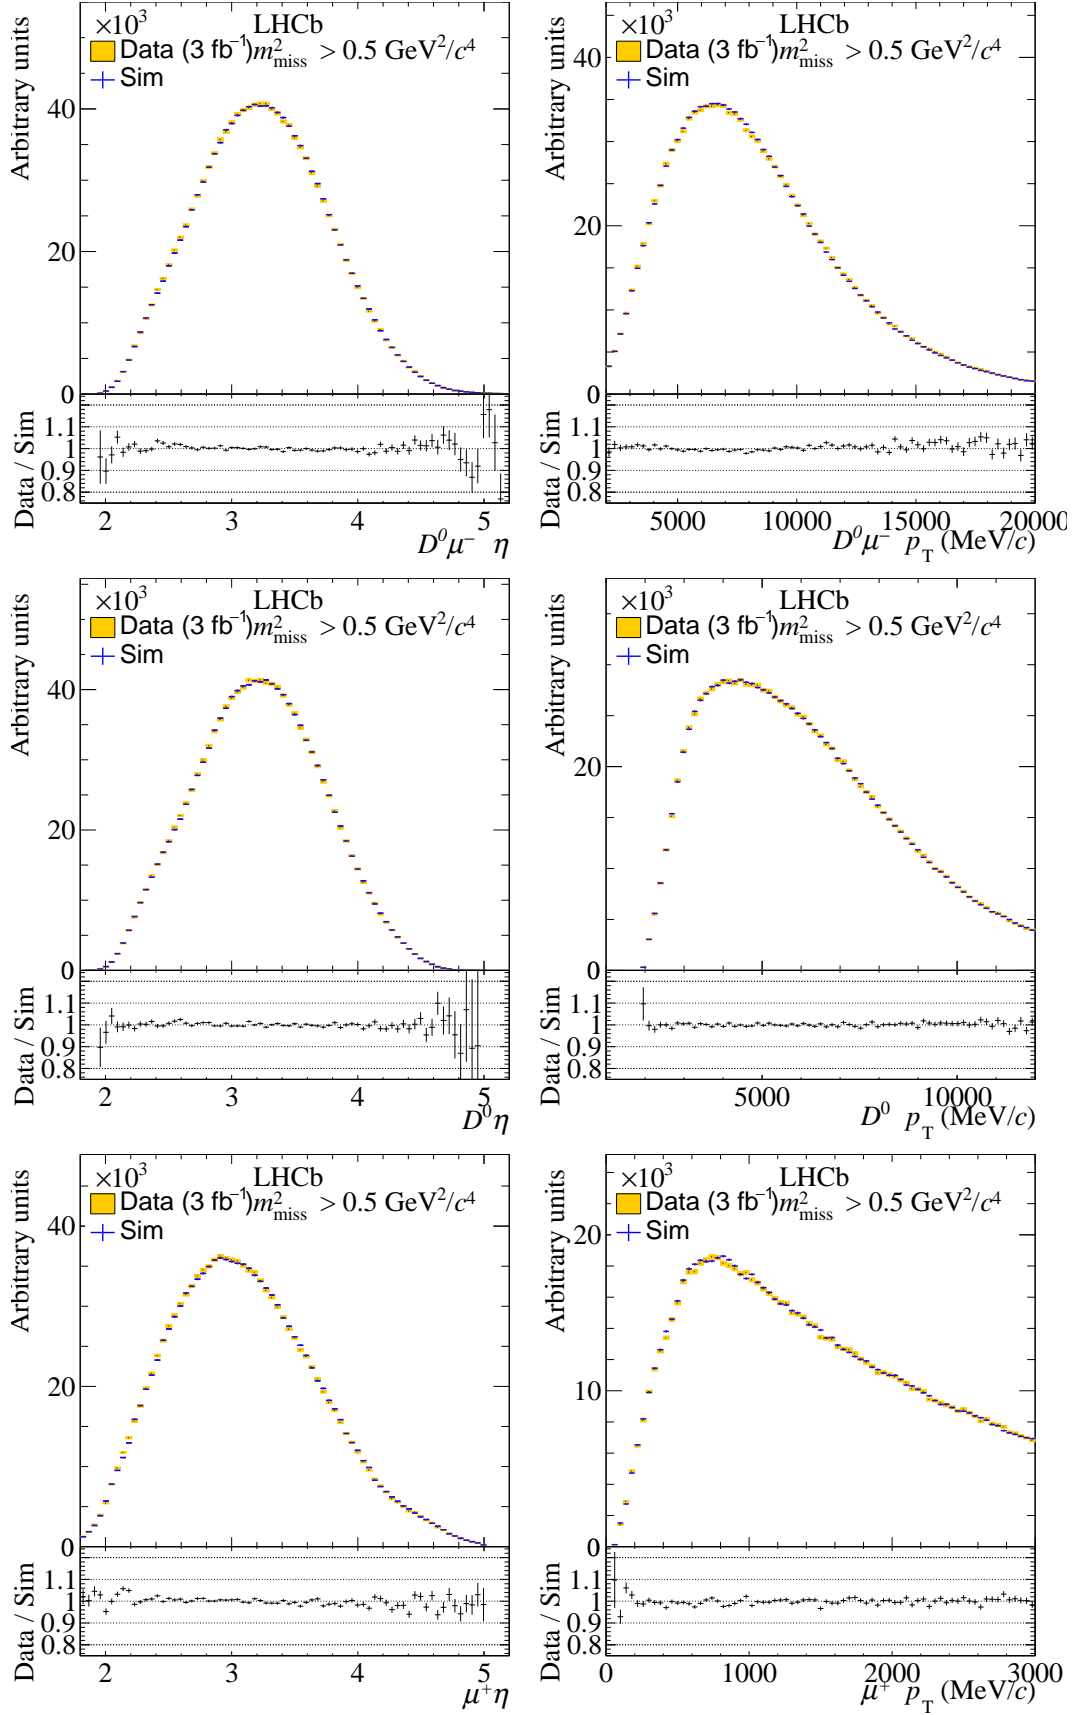 ×10³ LHCb
Data (3 fb⁻¹) m²miss > 0.5 GeV²/c⁴
Sim
Arbitrary units
40
20
0
Data / Sim
1.1
1
0.9
0.8
2 3 4 5
D⁰μ⁻ η
×10³ LHCb
Data (3 fb⁻¹) m²miss > 0.5 GeV²/c⁴
Sim
Arbitrary units
40
20
0
Data / Sim
1.1
1
0.9
0.8
5000 10000 15000 20000
D⁰μ⁻ pT (MeV/c)
×10³ LHCb
Data (3 fb⁻¹) m²miss > 0.5 GeV²/c⁴
Sim
Arbitrary units
40
20
0
Data / Sim
1.1
1
0.9
0.8
2 3 4 5
D⁰ η
×10³ LHCb
Data (3 fb⁻¹) m²miss > 0.5 GeV²/c⁴
Sim
Arbitrary units
20
0
Data / Sim
1.1
1
0.9
0.8
5000 10000
D⁰ pT (MeV/c)
×10³ LHCb
Data (3 fb⁻¹) m²miss > 0.5 GeV²/c⁴
Sim
Arbitrary units
40
20
0
Data / Sim
1.1
1
0.9
0.8
2 3 4 5
μ⁺ η
×10³ LHCb
Data (3 fb⁻¹) m²miss > 0.5 GeV²/c⁴
Sim
Arbitrary units
20
10
0
Data / Sim
1.1
1
0.9
0.8
0 1000 2000 3000
μ⁺ pT (MeV/c)